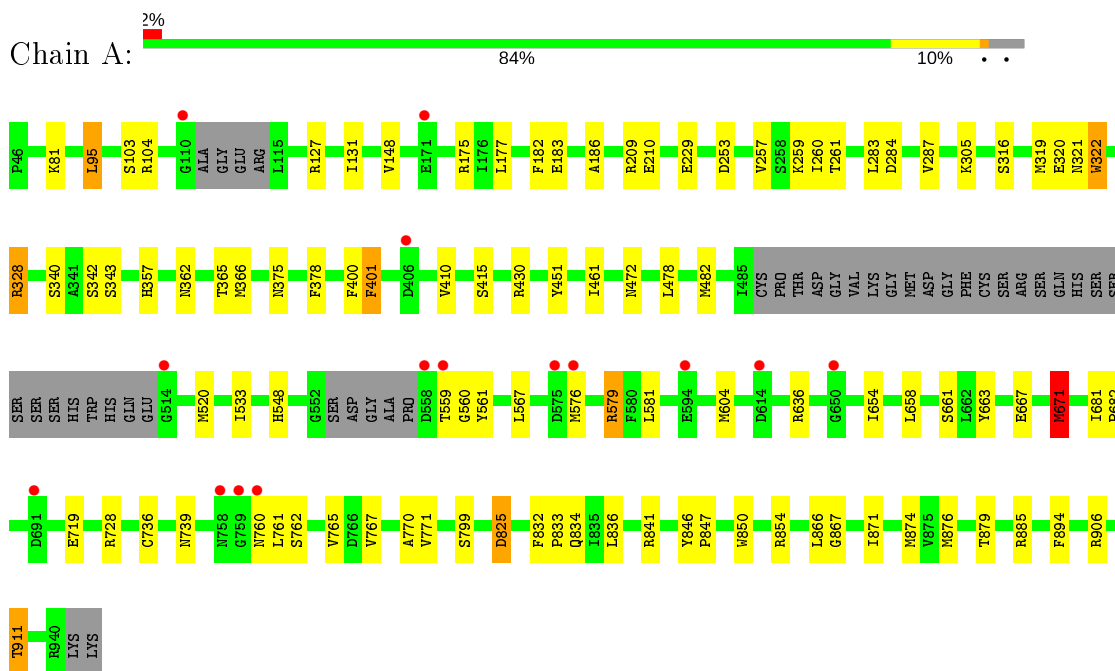 2%
Chain A:
84% 10% • •
P46 K81 L95 S103 R104 G110 ALA GLY GLU ARG L115 R127 I131 V148 E171 R175 I176 L177 F182 E183 A186 R209 E210 E229 D253 V257 S258 K259 I260 T261 L283 D284 V287 K305 S316 M319 E320 N321 W322
R328 S340 A341 S342 S343 H357 N362 T365 M366 N375 F378 F400 F401 D406 V410 S415 R430 Y451 I461 N472 L478 M482 I485 CYS PRO THR ASP GLY VAL LYS GLY MET ASP GLY PHE CYS SER ARG SER GLN HIS SER SER
SER SER SER HIS TRP HIS GLN GLU G514 M520 I533 H548 G552 SER ASP GLY ALA PRO D558 T559 G560 Y561 L567 D575 M576 R579 F580 L581 E594 M604 D614 R636 G650 I654 L658 S661 L662 Y663 E667 M671 I681
D691 E719 R728 C736 N739 N758 G759 N760 L761 S762 V765 D766 V767 A770 V771 S799 D825 F832 P833 Q834 I835 L836 R841 Y846 P847 W850 R854 L866 G867 I871 M874 V875 M876 T879 R885 F894 R906
T911 R940 LYS LYS